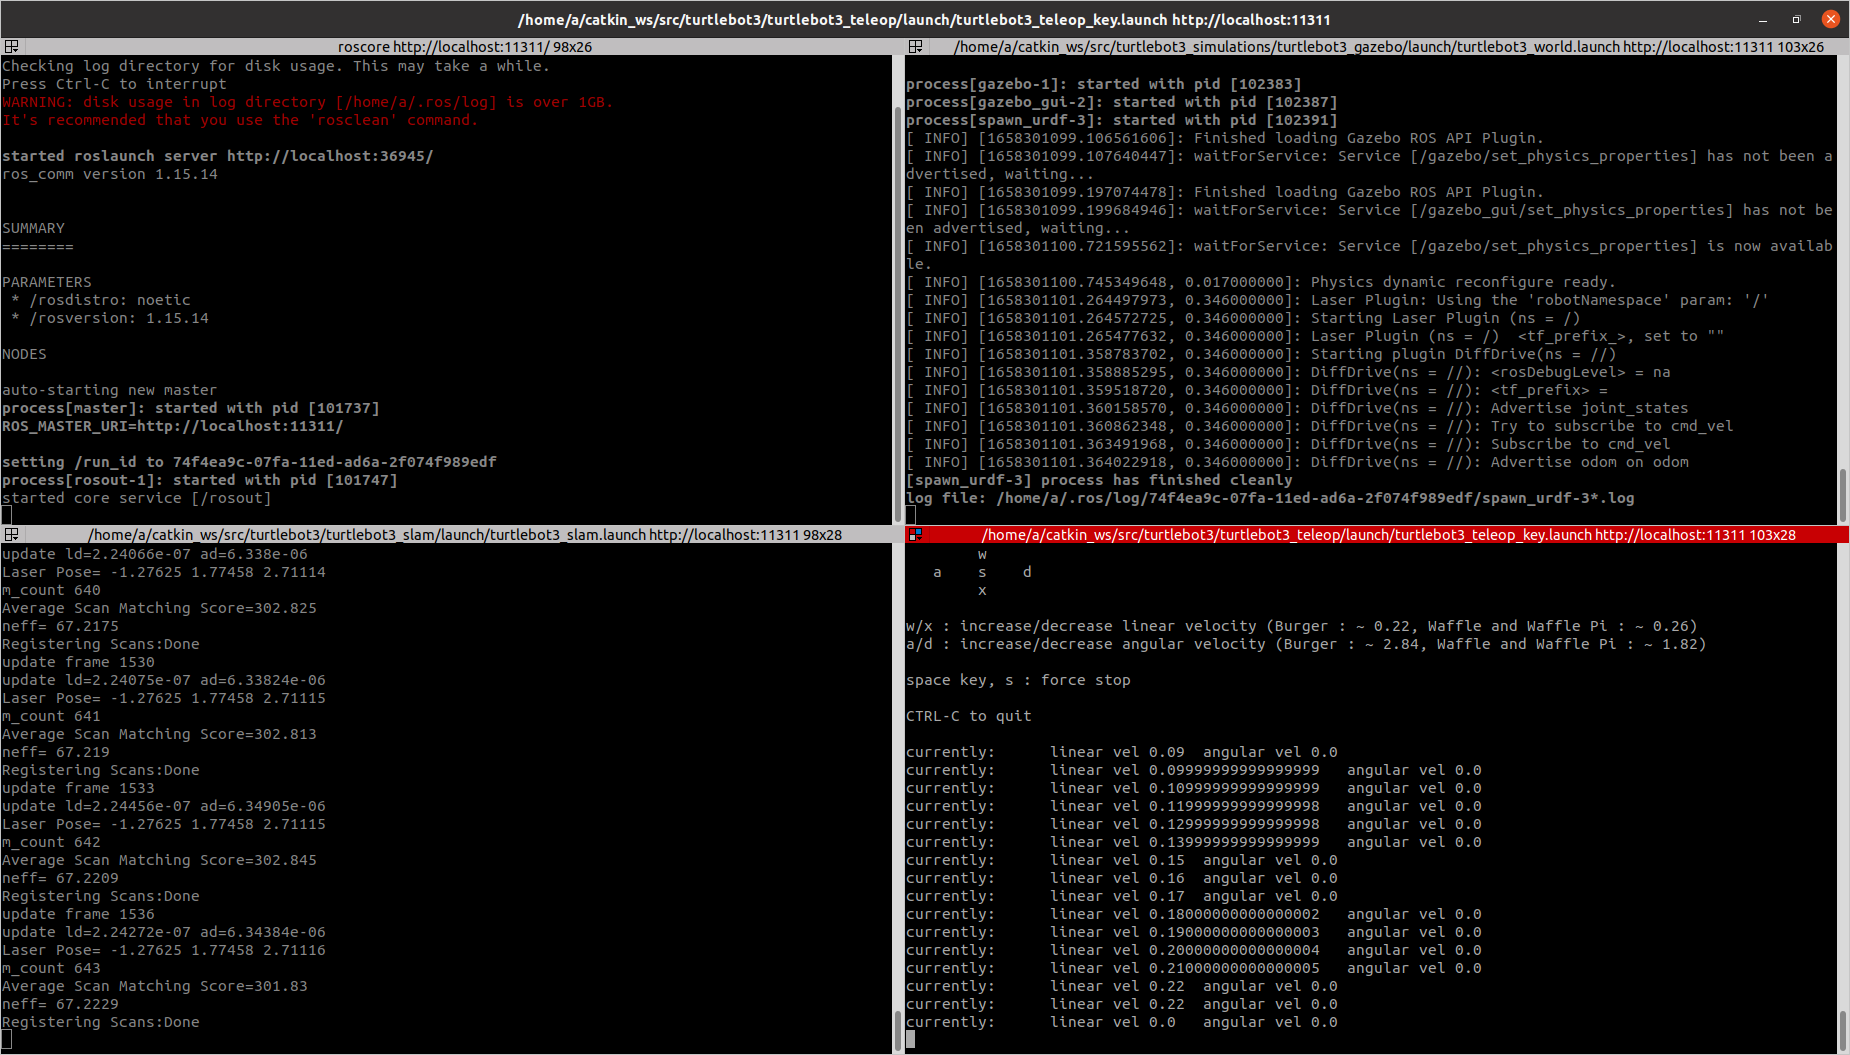 /home/a/catkin_ws/src/turtlebot3/turtlebot3_teleop/launch/turtlebot3_teleop_key.launch http://localhost:11311
roscore http://localhost:11311/ 98x26
Checking log directory for disk usage. This may take a while.
Press Ctrl-C to interrupt
WARNING: disk usage in log directory [/home/a/.ros/log] is over 1GB.
It's recommended that you use the 'rosclean' command.
started roslaunch server http://localhost:36945/
ros_comm version 1.15.14
SUMMARY
========
PARAMETERS
 * /rosdistro: noetic
 * /rosversion: 1.15.14
NODES
auto-starting new master
process[master]: started with pid [101737]
ROS_MASTER_URI=http://localhost:11311/
setting /run_id to 74f4ea9c-07fa-11ed-ad6a-2f074f989edf
process[rosout-1]: started with pid [101747]
started core service [/rosout]
/home/a/catkin_ws/src/turtlebot3_simulations/turtlebot3_gazebo/launch/turtlebot3_world.launch http://localhost:11311 103x26
process[gazebo-1]: started with pid [102383]
process[gazebo_gui-2]: started with pid [102387]
process[spawn_urdf-3]: started with pid [102391]
[ INFO] [1658301099.106561606]: Finished loading Gazebo ROS API Plugin.
[ INFO] [1658301099.107640447]: waitForService: Service [/gazebo/set_physics_properties] has not been a
dvertised, waiting...
[ INFO] [1658301099.197074478]: Finished loading Gazebo ROS API Plugin.
[ INFO] [1658301099.199684946]: waitForService: Service [/gazebo_gui/set_physics_properties] has not be
en advertised, waiting...
[ INFO] [1658301100.721595562]: waitForService: Service [/gazebo/set_physics_properties] is now availab
le.
[ INFO] [1658301100.745349648, 0.017000000]: Physics dynamic reconfigure ready.
[ INFO] [1658301101.264497973, 0.346000000]: Laser Plugin: Using the 'robotNamespace' param: '/'
[ INFO] [1658301101.264572725, 0.346000000]: Starting Laser Plugin (ns = /)
[ INFO] [1658301101.265477632, 0.346000000]: Laser Plugin (ns = /)  <tf_prefix_>, set to ""
[ INFO] [1658301101.358783702, 0.346000000]: Starting plugin DiffDrive(ns = //)
[ INFO] [1658301101.358885295, 0.346000000]: DiffDrive(ns = //): <rosDebugLevel> = na
[ INFO] [1658301101.359518720, 0.346000000]: DiffDrive(ns = //): <tf_prefix> =
[ INFO] [1658301101.360158570, 0.346000000]: DiffDrive(ns = //): Advertise joint_states
[ INFO] [1658301101.360862348, 0.346000000]: DiffDrive(ns = //): Try to subscribe to cmd_vel
[ INFO] [1658301101.363491968, 0.346000000]: DiffDrive(ns = //): Subscribe to cmd_vel
[ INFO] [1658301101.364022918, 0.346000000]: DiffDrive(ns = //): Advertise odom on odom
[spawn_urdf-3] process has finished cleanly
log file: /home/a/.ros/log/74f4ea9c-07fa-11ed-ad6a-2f074f989edf/spawn_urdf-3*.log
/home/a/catkin_ws/src/turtlebot3/turtlebot3_slam/launch/turtlebot3_slam.launch http://localhost:11311 98x28
update ld=2.24066e-07 ad=6.338e-06
Laser Pose= -1.27625 1.77458 2.71114
m_count 640
Average Scan Matching Score=302.825
neff= 67.2175
Registering Scans:Done
update frame 1530
update ld=2.24075e-07 ad=6.33824e-06
Laser Pose= -1.27625 1.77458 2.71115
m_count 641
Average Scan Matching Score=302.813
neff= 67.219
Registering Scans:Done
update frame 1533
update ld=2.24456e-07 ad=6.34905e-06
Laser Pose= -1.27625 1.77458 2.71115
m_count 642
Average Scan Matching Score=302.845
neff= 67.2209
Registering Scans:Done
update frame 1536
update ld=2.24272e-07 ad=6.34384e-06
Laser Pose= -1.27625 1.77458 2.71116
m_count 643
Average Scan Matching Score=301.83
neff= 67.2229
Registering Scans:Done
/home/a/catkin_ws/src/turtlebot3/turtlebot3_teleop/launch/turtlebot3_teleop_key.launch http://localhost:11311 103x28
w
a    s    d
x
w/x : increase/decrease linear velocity (Burger : ~ 0.22, Waffle and Waffle Pi : ~ 0.26)
a/d : increase/decrease angular velocity (Burger : ~ 2.84, Waffle and Waffle Pi : ~ 1.82)
space key, s : force stop
CTRL-C to quit
currently:      linear vel 0.09  angular vel 0.0
currently:      linear vel 0.09999999999999999   angular vel 0.0
currently:      linear vel 0.10999999999999999   angular vel 0.0
currently:      linear vel 0.11999999999999998   angular vel 0.0
currently:      linear vel 0.12999999999999998   angular vel 0.0
currently:      linear vel 0.13999999999999999   angular vel 0.0
currently:      linear vel 0.15  angular vel 0.0
currently:      linear vel 0.16  angular vel 0.0
currently:      linear vel 0.17  angular vel 0.0
currently:      linear vel 0.18000000000000002   angular vel 0.0
currently:      linear vel 0.19000000000000003   angular vel 0.0
currently:      linear vel 0.20000000000000004   angular vel 0.0
currently:      linear vel 0.21000000000000005   angular vel 0.0
currently:      linear vel 0.22  angular vel 0.0
currently:      linear vel 0.22  angular vel 0.0
currently:      linear vel 0.0   angular vel 0.0